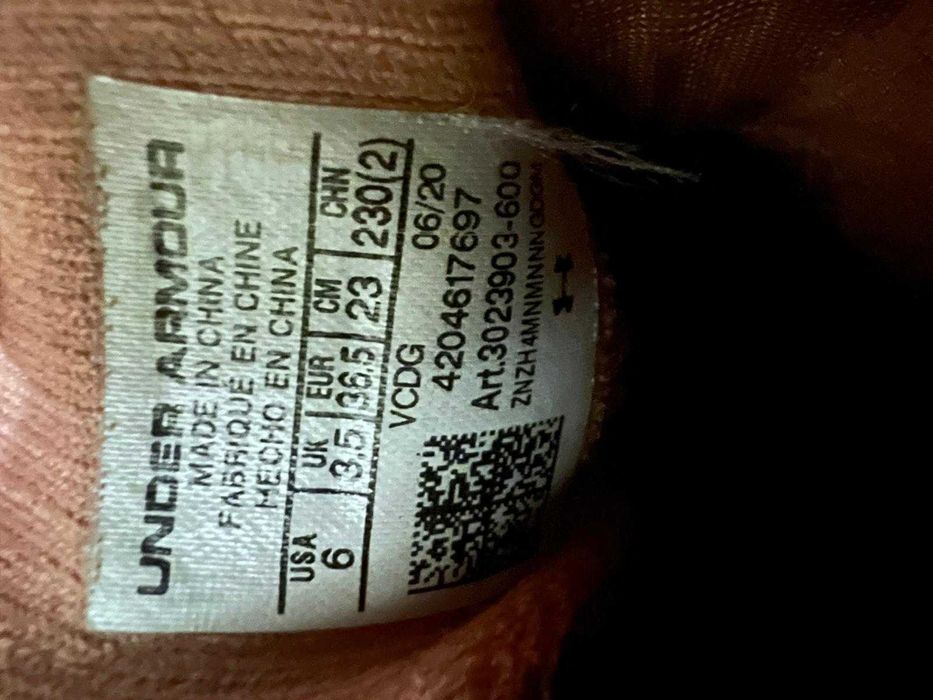 UNDER ARMOUR
MADE IN CHINA
FABRIQUÉ EN CHINE
HECHO EN CHINA
USA UK EUR CM CHN
6 3.5 36.5 23 230(2)
VCDG 06/20
4204617697
Art.3023903-600